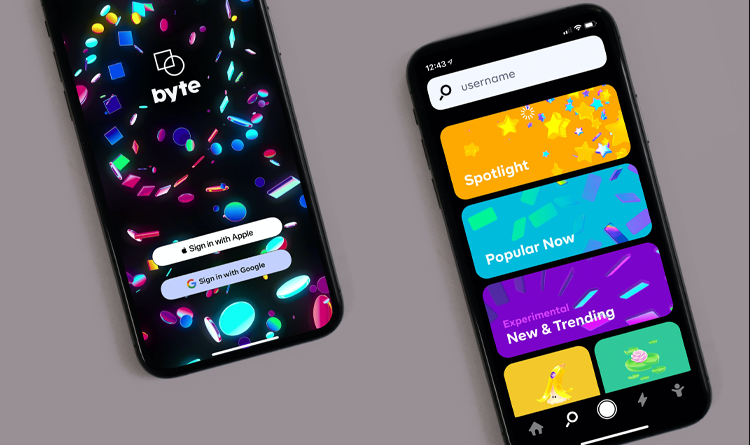 byte
Sign in with Apple
Sign in with Google
12:43
username
Spotlight
Popular Now
Experimental
New & Trending